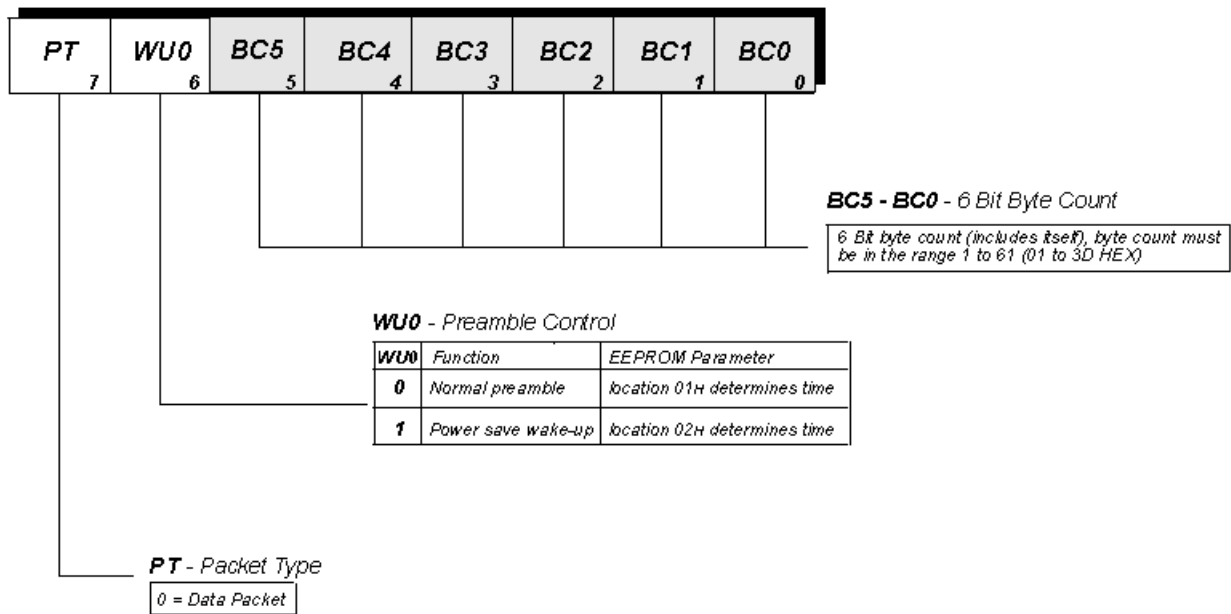 PT WU0 BC5 BC4 BC3 BC2 BC1 BC0
7 6 5 4 3 2 1 0
BC5 - BC0 - 6 Bit Byte Count
6 Bit byte count (includes itself), byte count must
be in the range 1 to 61 (01 to 3D HEX)
WU0 - Preamble Control
WU0 Function EEPROM Parameter
0 Normal preamble location 01H determines time
1 Power save wake-up location 02H determines time
PT - Packet Type
0 = Data Packet